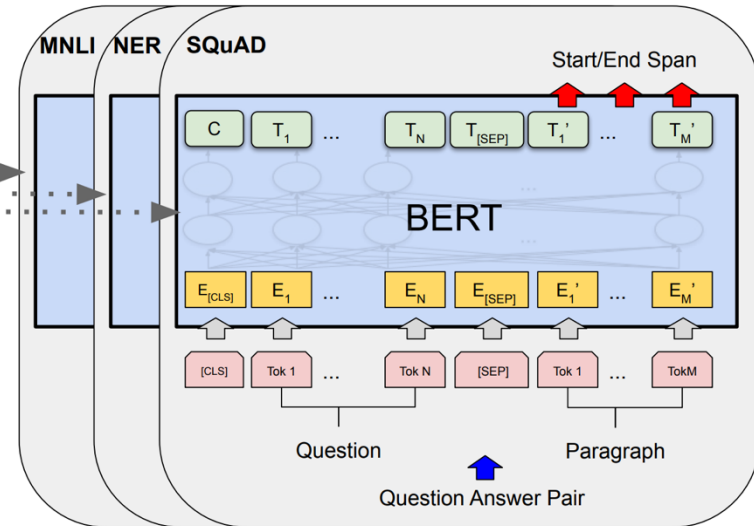 MNLI NER SQuAD
Start/End Span
C T1 ... TN T[SEP] T1’ ... TM’
...
BERT
...
E[CLS] E1 ... EN E[SEP] E1’ ... EM’
[CLS] Tok 1 ... Tok N [SEP] Tok 1 ... TokM
Question Paragraph
Question Answer Pair